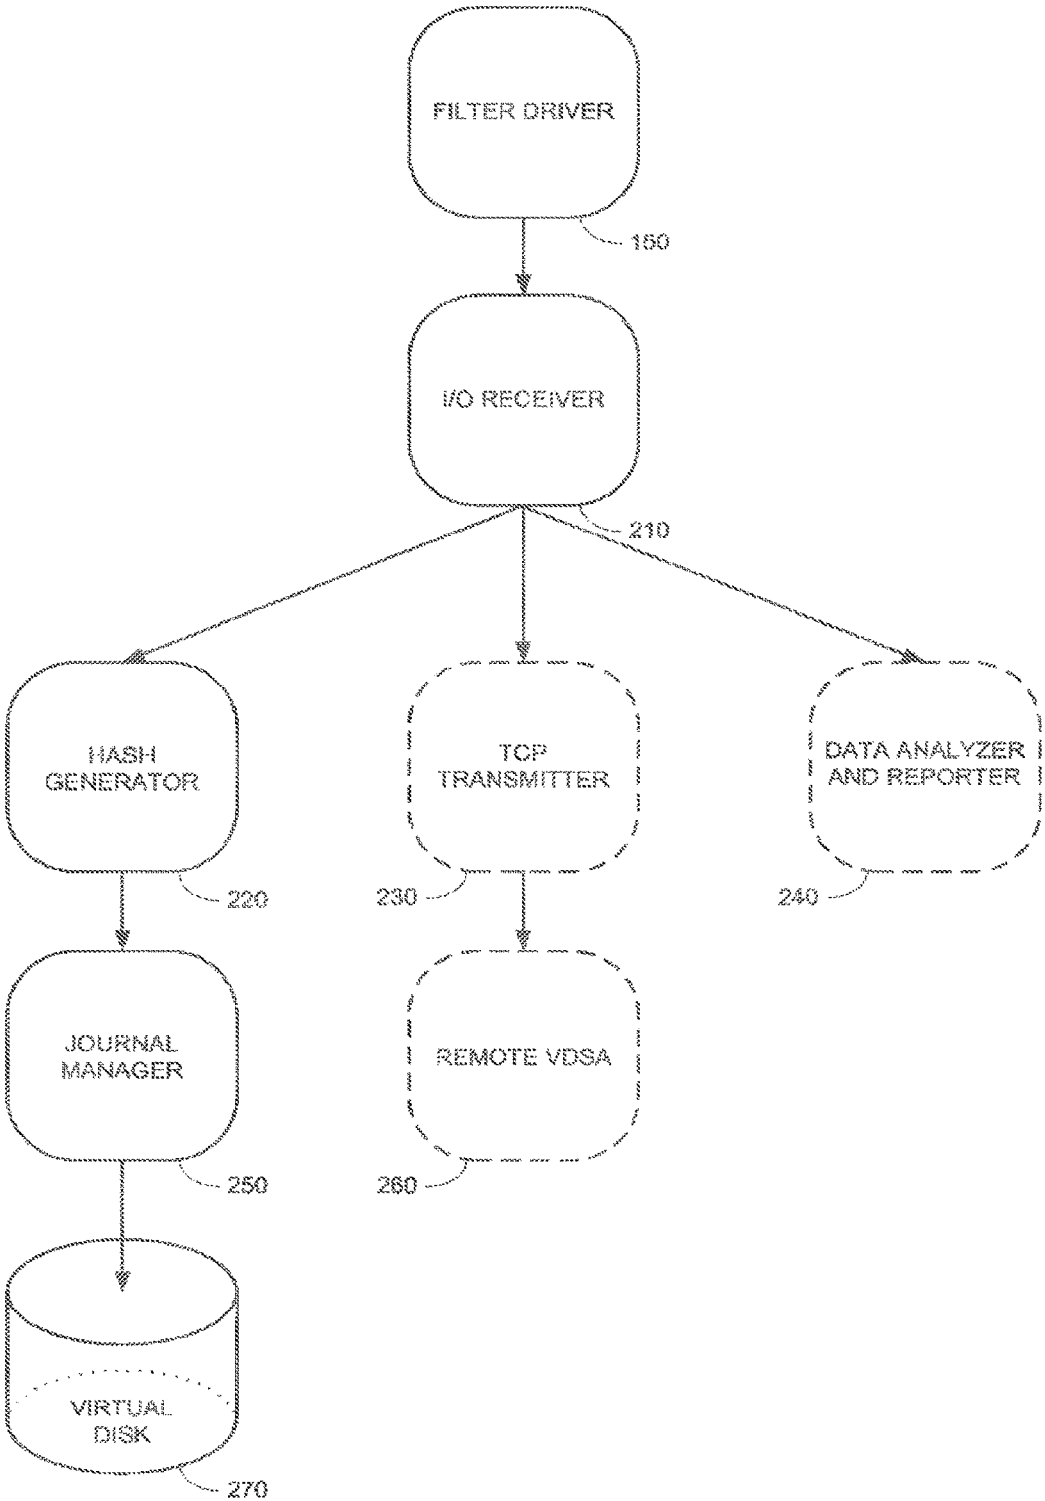 FILTER DRIVER
150
I/O RECEIVER
210
HASH
GENERATOR
TCP
TRANSMITTER
DATA ANALYZER
AND REPORTER
220
230
240
JOURNAL
MANAGER
REMOTE VDSA
250
260
VIRTUAL
DISK
270